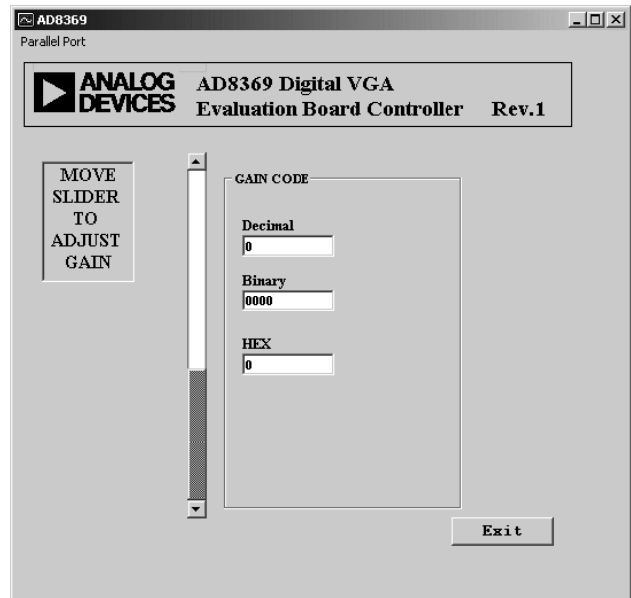 AD8369
Parallel Port
ANALOG
DEVICES
AD8369 Digital VGA
Evaluation Board Controller Rev.1
MOVE
SLIDER
TO
ADJUST
GAIN
GAIN CODE
Decimal
0
Binary
0000
HEX
0
Exit